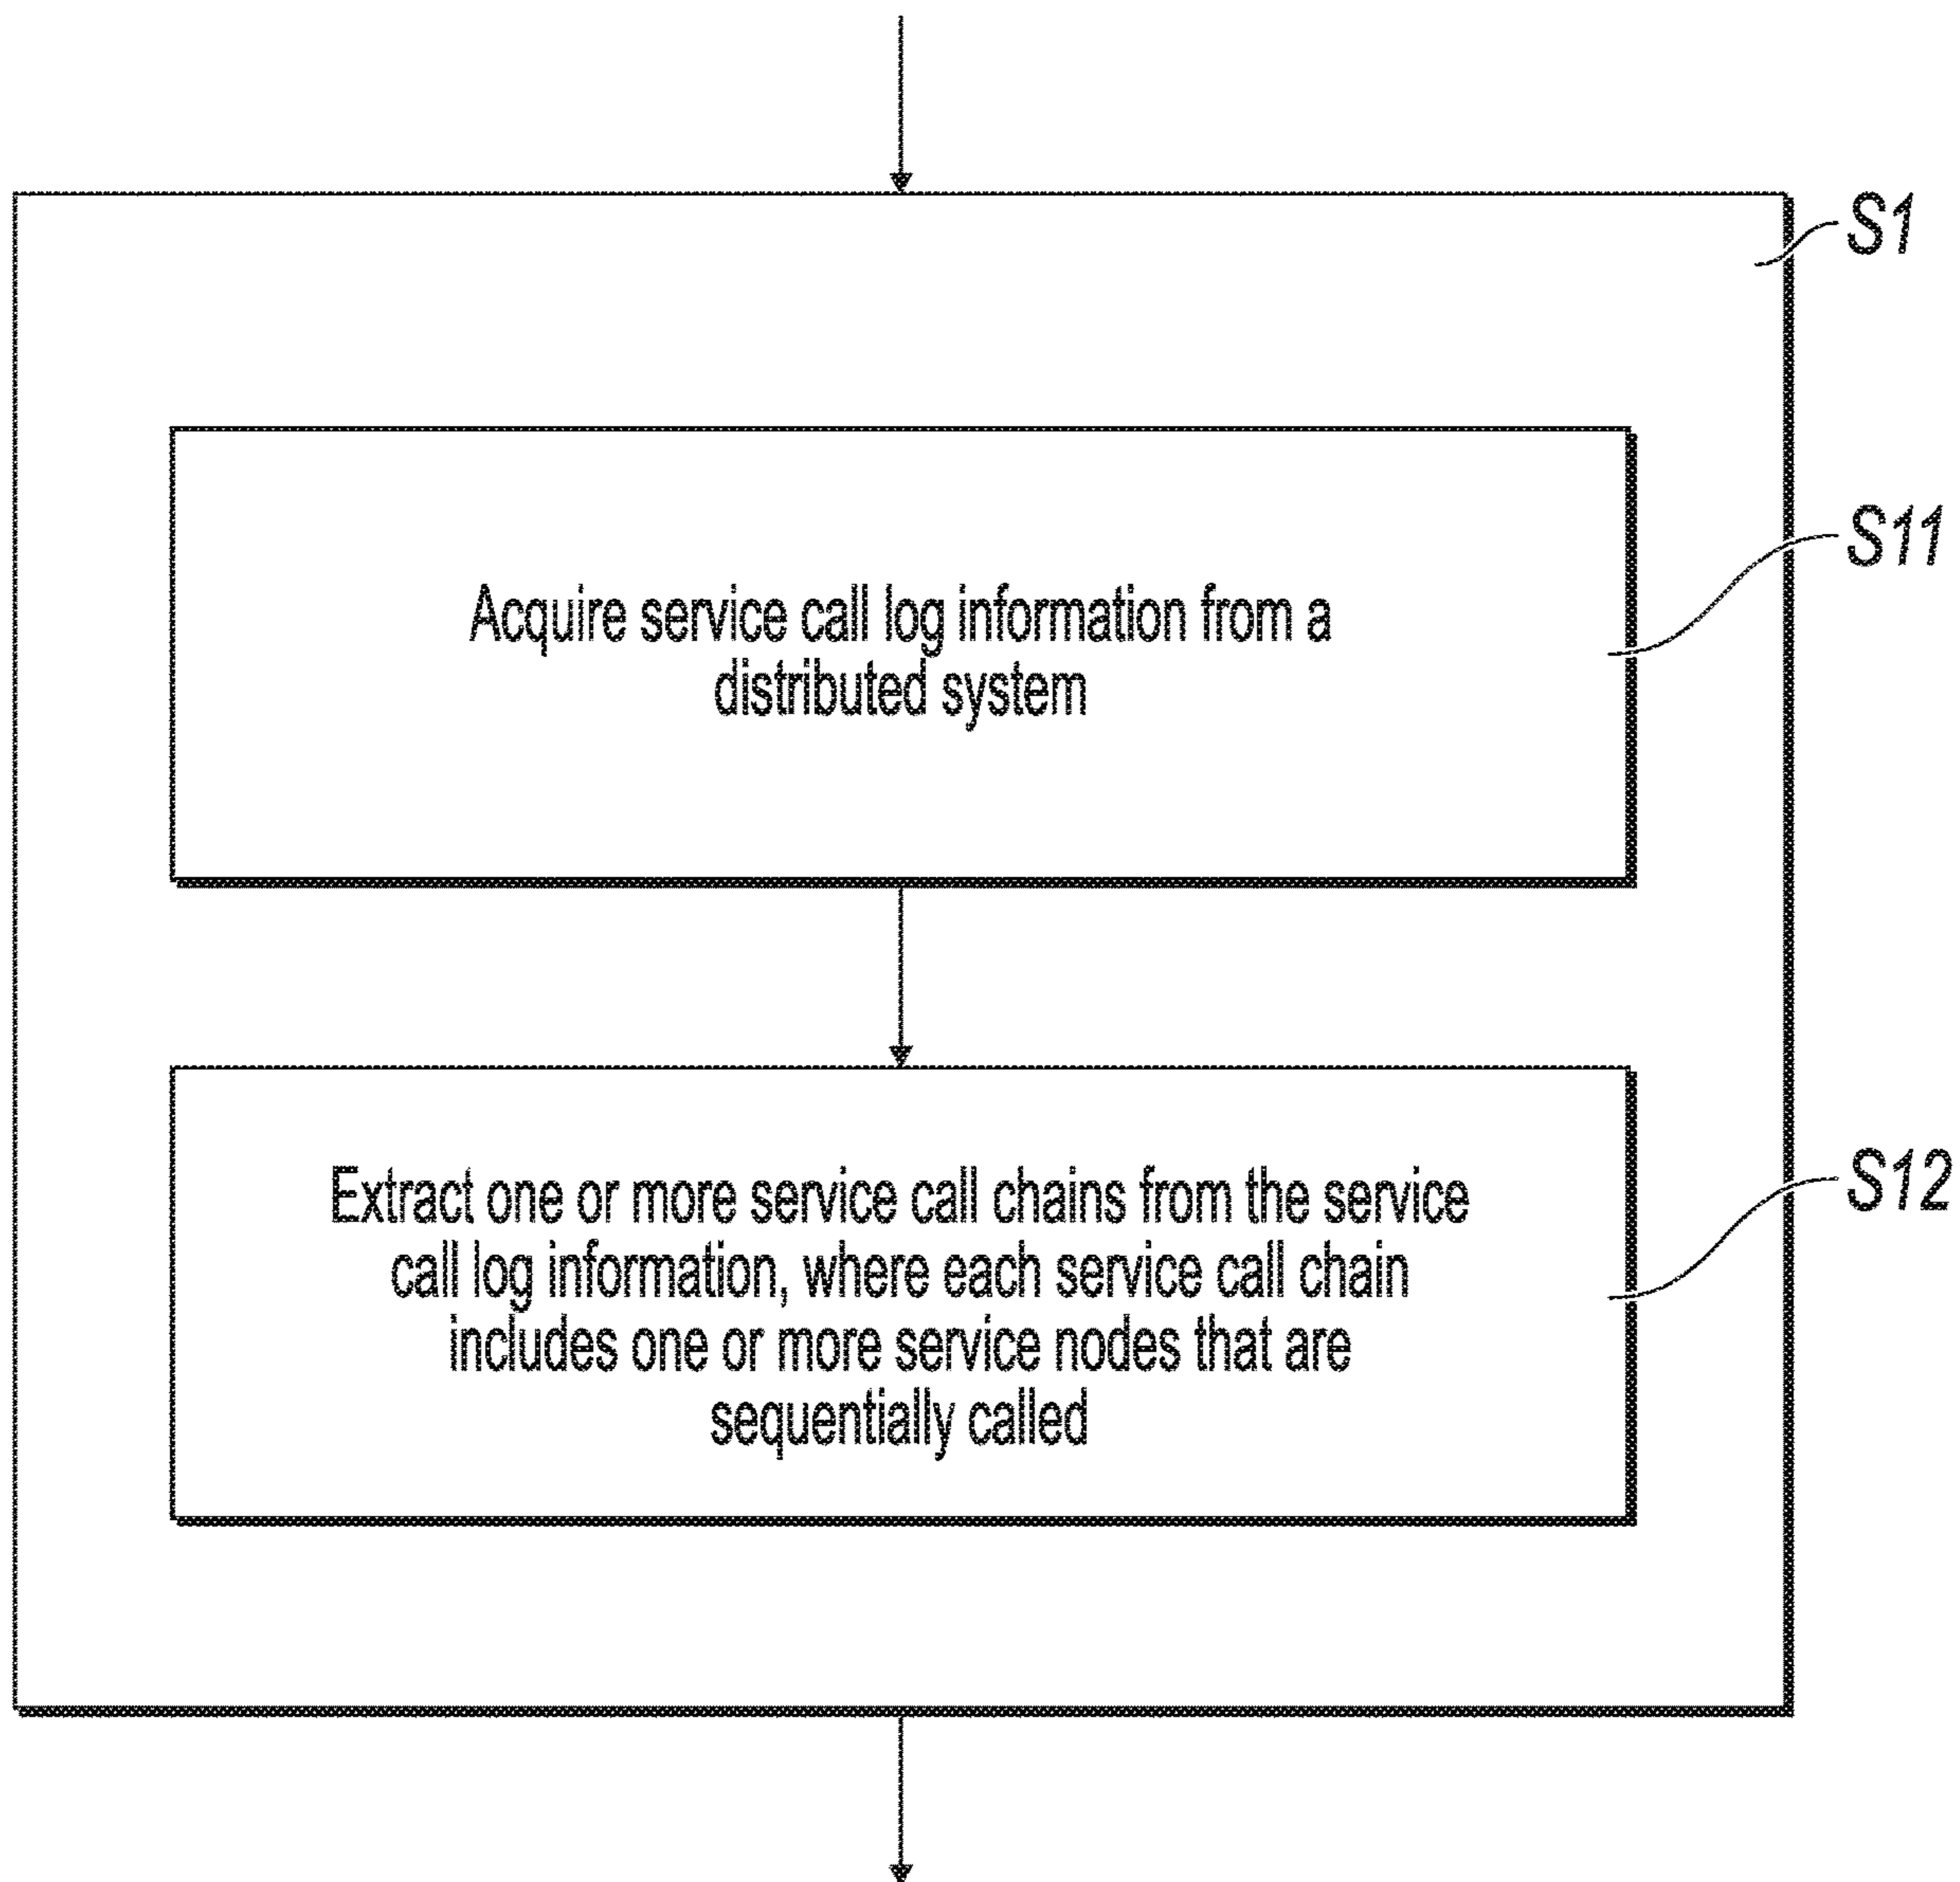 S1
S11
Acquire service call log information from a
distributed system
S12
Extract one or more service call chains from the service
call log information, where each service call chain
includes one or more service nodes that are
sequentially called